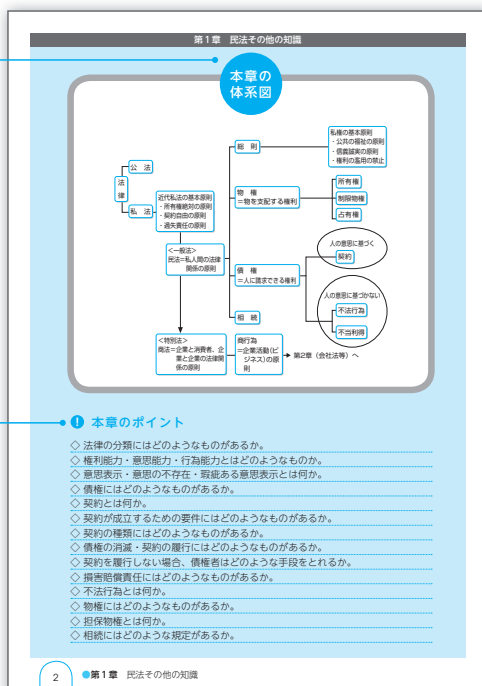 第1章 民法その他の知識
本章の
体系図
法律
公 法
私 法
近代私法の基本原則
・所有権絶対の原則
・契約自由の原則
・過失責任の原則
<一般法>
民法=私人間の法律
関係の原則
<特別法>
商法=企業と消費者、企
業と企業の法律関
係の原則
総 則
私権の基本原則
・公共の福祉の原則
・信義誠実の原則
・権利の濫用の禁止
物 権
=物を支配する権利
所有権
制限物権
占有権
債 権
=人に請求できる権利
人の意思に基づく
契約
人の意思に基づかない
不法行為
不当利得
相 続
商行為
=企業活動(ビ
ジネス)の原
則
第2章(会社法等)へ
! 本章のポイント
◇ 法律の分類にはどのようなものがあるか。
◇ 権利能力・意思能力・行為能力とはどのようなものか。
◇ 意思表示・意思の不存在・瑕疵ある意思表示とは何か。
◇ 債権にはどのようなものがあるか。
◇ 契約とは何か。
◇ 契約が成立するための要件にはどのようなものがあるか。
◇ 契約の種類にはどのようなものがあるか。
◇ 債権の消滅・契約の履行にはどのようなものがあるか。
◇ 契約を履行しない場合、債権者はどのような手段をとれるか。
◇ 損害賠償責任にはどのようなものがあるか。
◇ 不法行為とは何か。
◇ 物権にはどのようなものがあるか。
◇ 担保物権とは何か。
◇ 相続にはどのような規定があるか。
2 ●第1章 民法その他の知識